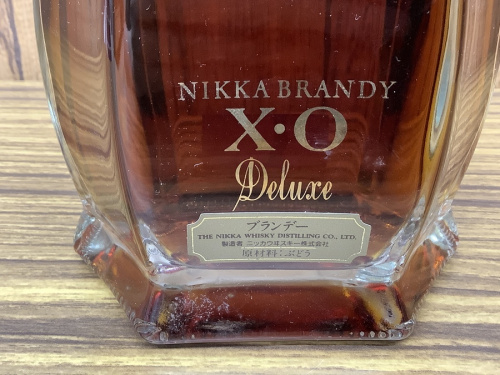 NIKKA BRANDY
X·O
Deluxe
ブランデー
THE NIKKA WHISKY DISTILLING CO., LTD.
製造者 ニッカウヰスキー株式会社
原材料:ぶどう